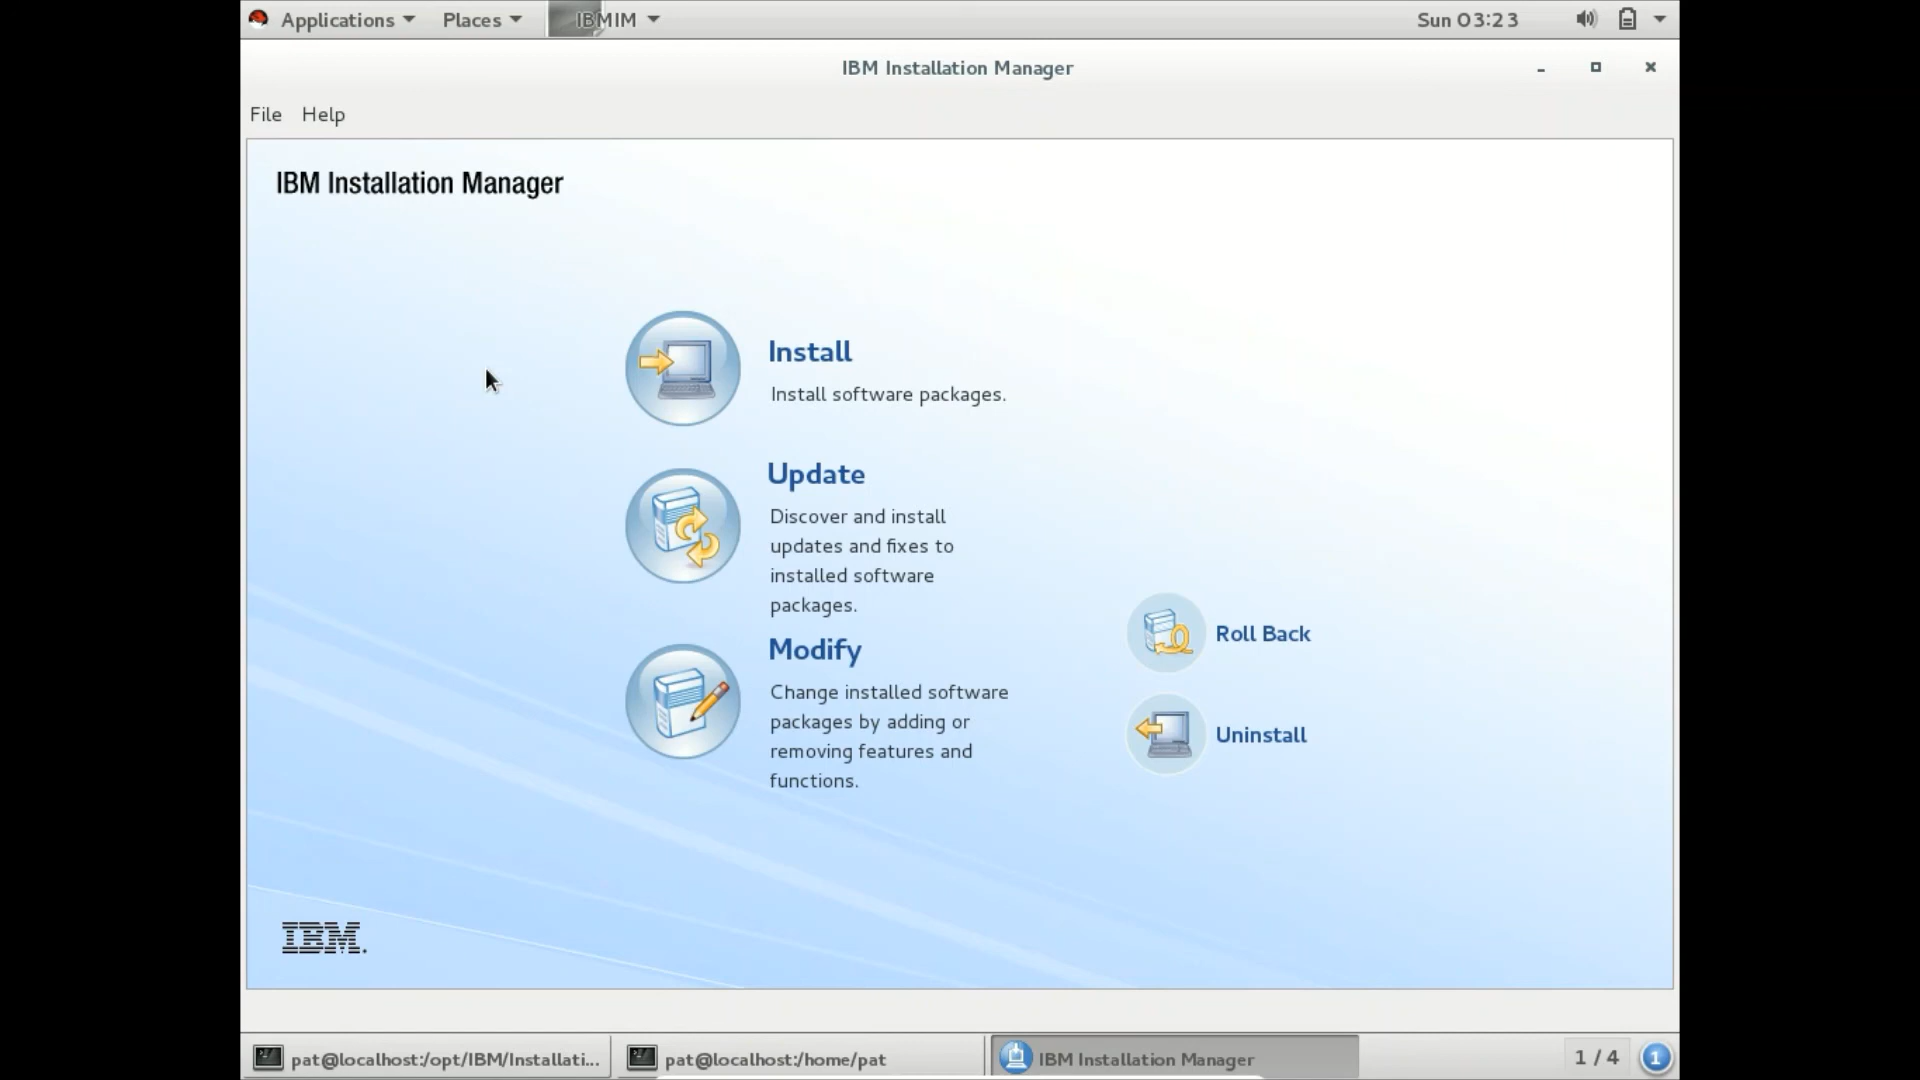 Applications Places IBMIM Sun 03:23
IBM Installation Manager
File Help
IBM Installation Manager
Install
Install software packages.
Update
Discover and install
updates and fixes to
installed software
packages.
Modify
Change installed software
packages by adding or
removing features and
functions.
Roll Back
Uninstall
IBM.
pat@localhost:/opt/IBM/Installati... pat@localhost:/home/pat IBM Installation Manager 1 / 4 1